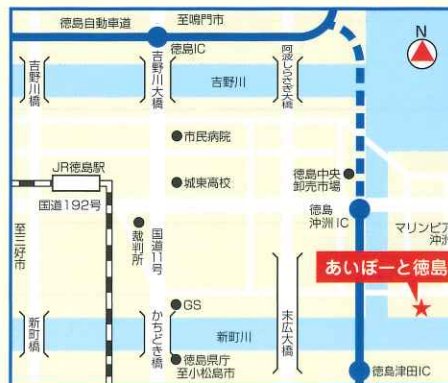 徳島自動車道
至鳴門市
徳島IC
N
吉野川橋
吉野川大橋
吉野川
阿波しらさぎ大橋
市民病院
JR徳島駅
城東高校
徳島中央
卸売市場
国道192号
徳島
沖洲IC
至三好市
裁判所
国道11号
マリンピア
沖洲
あいぽーと徳島
GS
新町橋
かちどき橋
新町川
末広大橋
徳島県庁
至小松島市
徳島津田IC